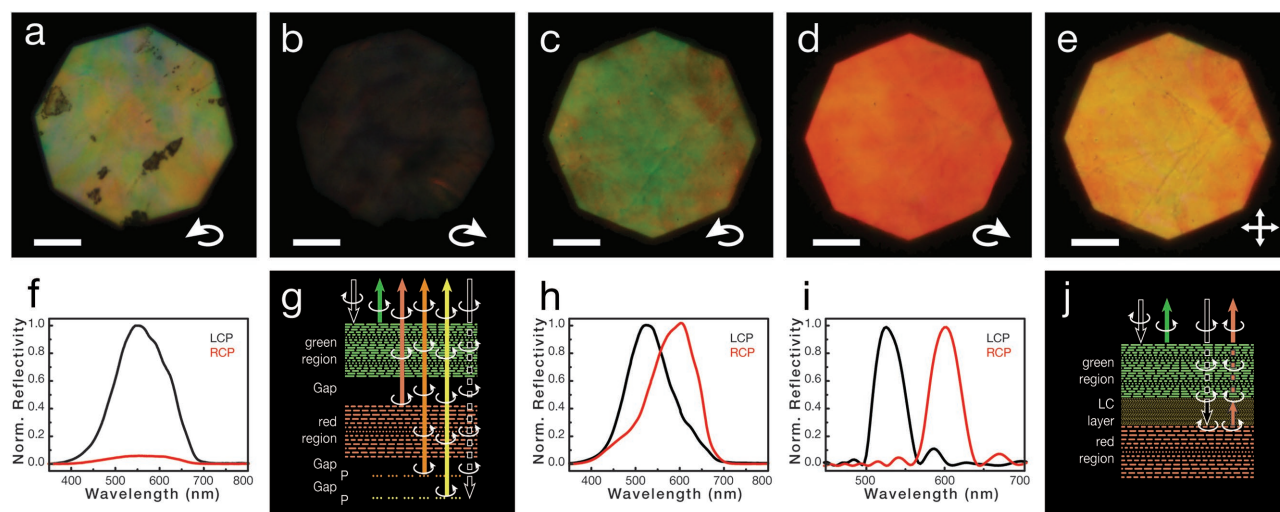 a
b
c
d
e
f
Norm. Reflectivity
1.0
0.8
0.6
0.4
0.2
0.0
LCP
RCP
400
500
600
700
800
Wavelength (nm)
g
green
region
Gap
red
region
Gap
P
Gap
P
h
Norm. Reflectivity
1.0
0.8
0.6
0.4
0.2
0.0
LCP
RCP
400
500
600
700
800
Wavelength (nm)
i
Norm. Reflectivity
1.0
0.8
0.6
0.4
0.2
0.0
LCP
RCP
500
600
700
Wavelength (nm)
j
green
region
LC
layer
red
region